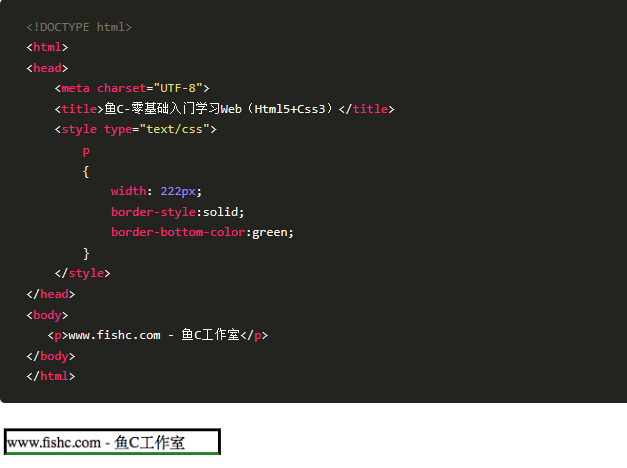 <!DOCTYPE html>
<html>
<head>
    <meta charset="UTF-8">
    <title>鱼C-零基础入门学习Web（Html5+Css3）</title>
    <style type="text/css">
        p
        {
            width: 222px;
            border-style:solid;
            border-bottom-color:green;
        }
    </style>
</head>
<body>
   <p>www.fishc.com - 鱼C工作室</p>
</body>
</html>
www.fishc.com - 鱼C工作室